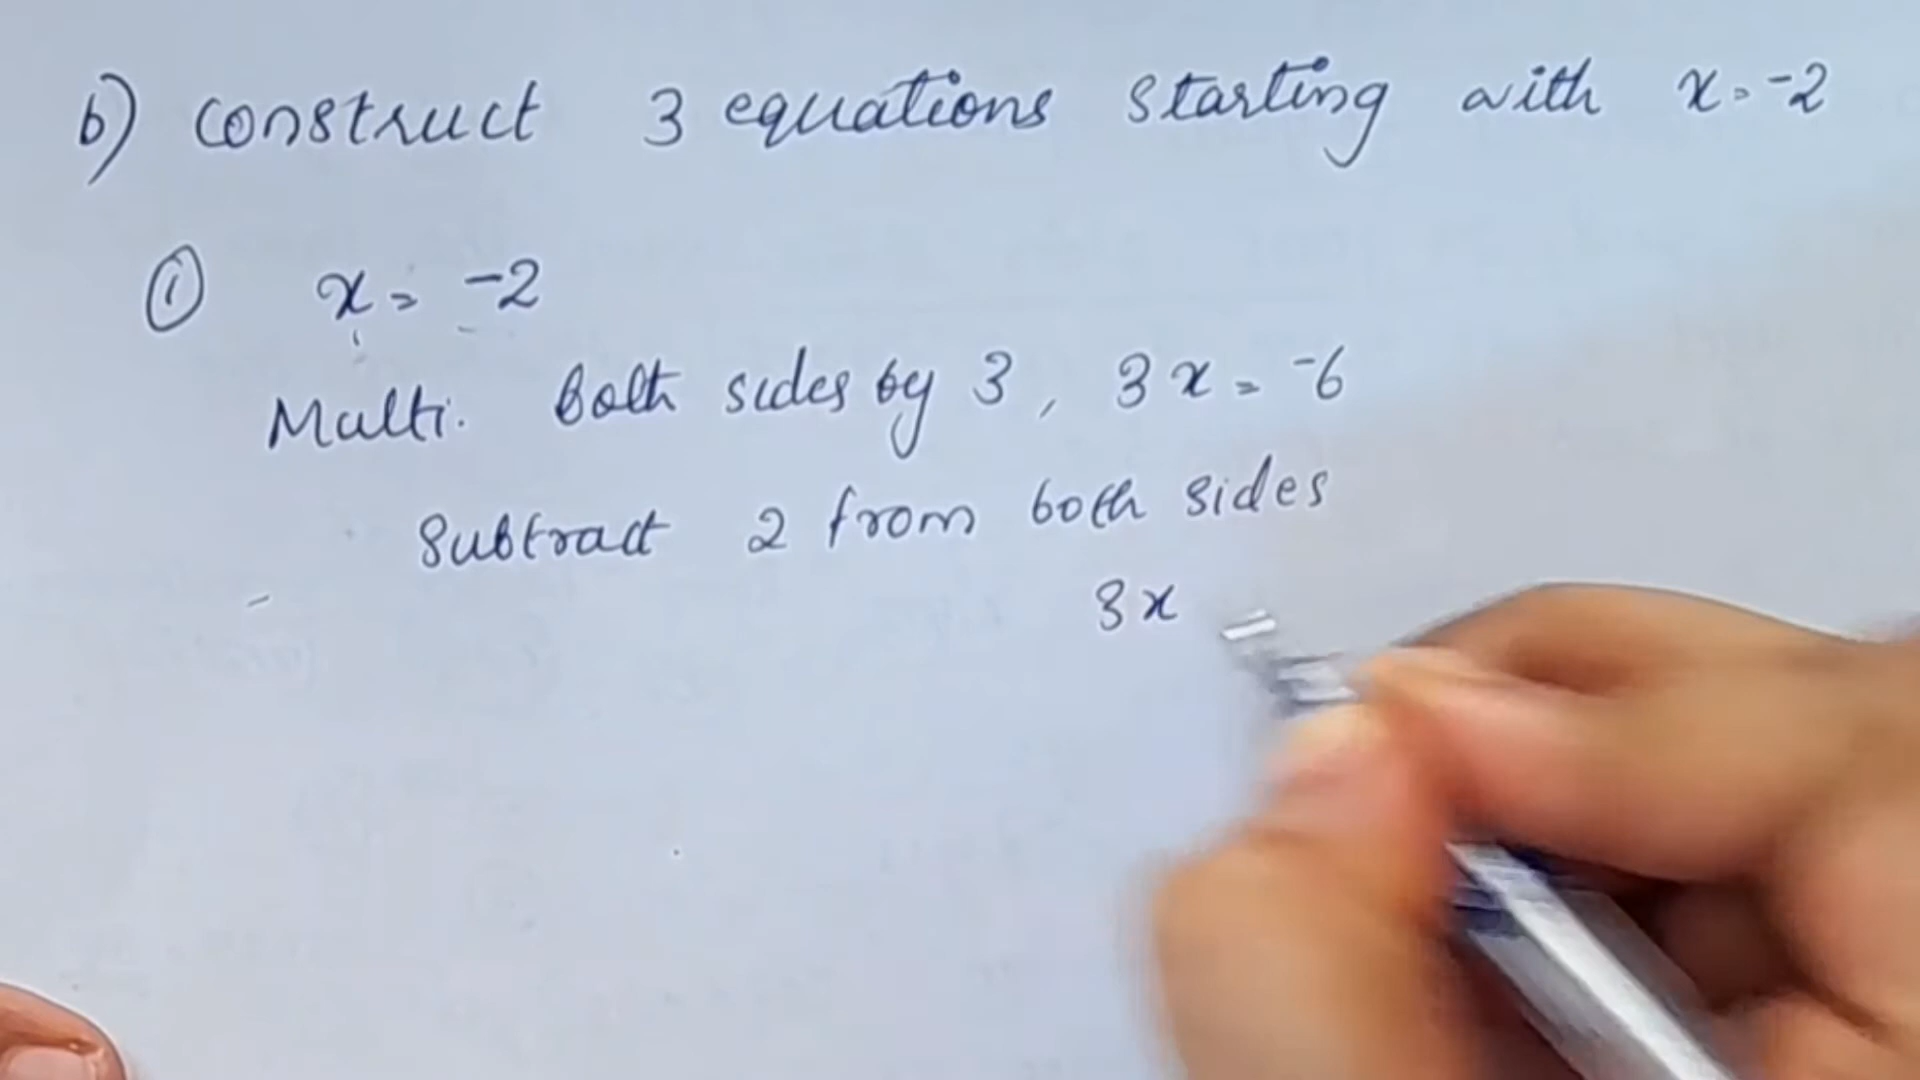 b) construct 3 equations starting with x = -2
① x = -2
Multi. both sides by 3, 3x = -6
Subtract 2 from both sides
3x